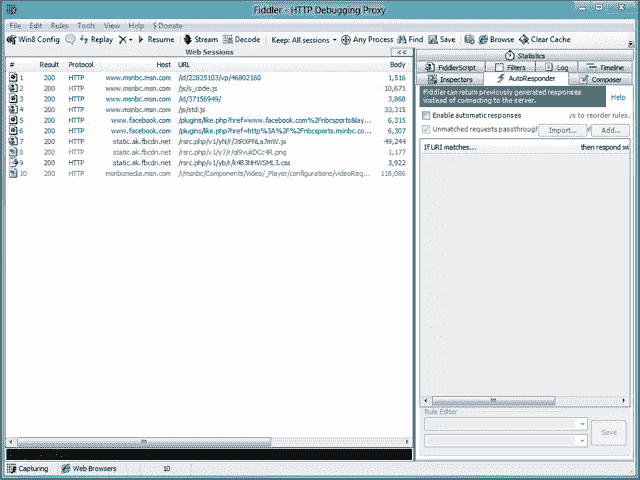 Fiddler - HTTP Debugging Proxy
File Edit Rules Tools View Help $ Donate
Win8 Config Replay Resume Stream Decode Keep: All sessions Any Process Find Save Browse Clear Cache
Web Sessions <<
# Result Protocol Host URL Body
1 200 HTTP www.msnbc.msn.com /id/22825103/vp/46802160 1,516
2 200 HTTP www.msnbc.msn.com /js/s_code.js 10,671
3 200 HTTP www.msnbc.msn.com /id/37156949/ 3,868
4 200 HTTP www.msnbc.msn.com /js/std.js 33,315
5 200 HTTP www.facebook.com /plugins/like.php?href=www.facebook.com%2Fnbcsports&lay... 6,315
6 200 HTTP www.facebook.com /plugins/like.php?href=http%3A%2F%2Fnbcsports.msnbc.co... 6,307
7 200 HTTP static.ak.fbcdn.net /rsrc.php/v1/yN/r/3tRXFNLa7mW.js 49,244
8 200 HTTP static.ak.fbcdn.net /rsrc.php/v1/y7/r/ql9vukDCc4R.png 1,177
9 200 HTTP static.ak.fbcdn.net /rsrc.php/v1/yb/r/k4B3NHWSML3.css 3,922
10 200 HTTP msnbcmedia.msn.com /i/msnbc/Components/Video/_Player/configurations/videoReq... 116,086
Statistics
FiddlerScript Filters Log Timeline
Inspectors AutoResponder Composer
Fiddler can return previously generated responses
instead of connecting to the server.
Help
Enable automatic responses ys to reorder rules.
Unmatched requests passthrough Import... Add...
If URI matches... then respond wi
Rule Editor
Save
Capturing Web Browsers 10